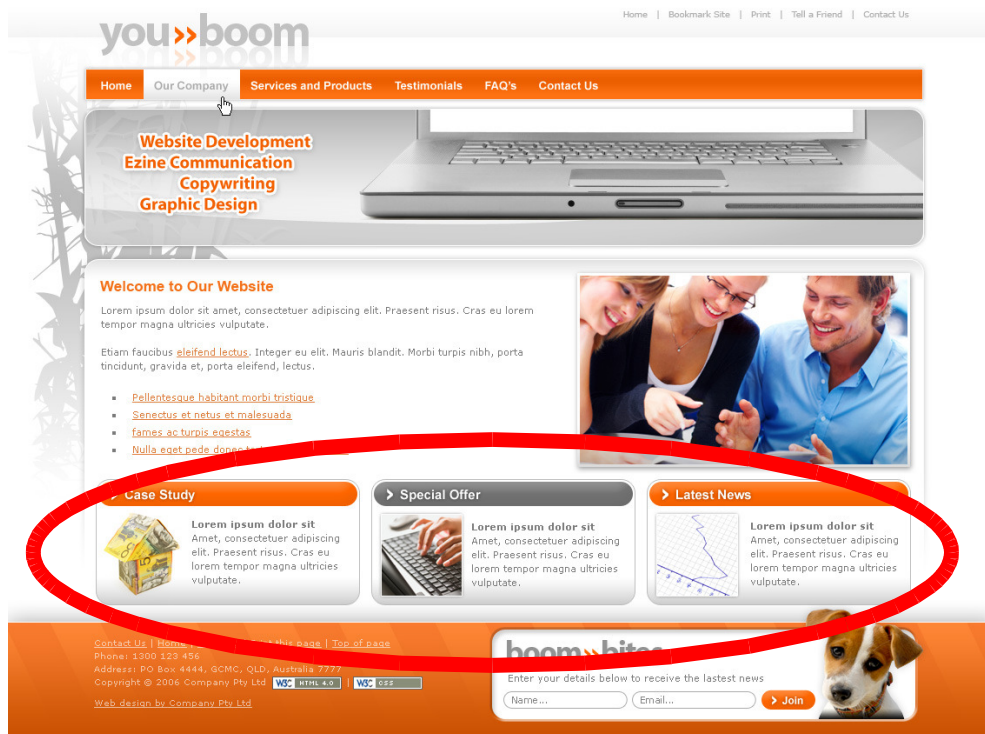 Home | Bookmark Site | Print | Tell a Friend | Contact Us
you»boom
Home Our Company Services and Products Testimonials FAQ's Contact Us
Website Development
Ezine Communication
Copywriting
Graphic Design
Welcome to Our Website
Lorem ipsum dolor sit amet, consectetuer adipiscing elit. Praesent risus. Cras eu lorem
tempor magna ultricies vulputate.
Etiam faucibus eleifend lectus. Integer eu elit. Mauris blandit. Morbi turpis nibh, porta
tincidunt, gravida et, porta eleifend, lectus.
Pellentesque habitant morbi tristique
Senectus et netus et malesuada
fames ac turpis egestas
Nulla eget pede donec
Case Study
Lorem ipsum dolor sit
Amet, consectetuer adipiscing
elit. Praesent risus. Cras eu
lorem tempor magna ultricies
vulputate.
Special Offer
Lorem ipsum dolor sit
Amet, consectetuer adipiscing
elit. Praesent risus. Cras eu
lorem tempor magna ultricies
vulputate.
Latest News
Lorem ipsum dolor sit
Amet, consectetuer adipiscing
elit. Praesent risus. Cras eu
lorem tempor magna ultricies
vulputate.
Contact Us | Home this page | Top of page
Phone: 1300 123 456
Address: PO Box 4444, GCMC, QLD, Australia 7777
Copyright © 2006 Company Pty Ltd W3C HTML 4.0 | W3C CSS
Web design by Company Pty Ltd
boom»bites
Enter your details below to receive the lastest news
Name... Email... Join